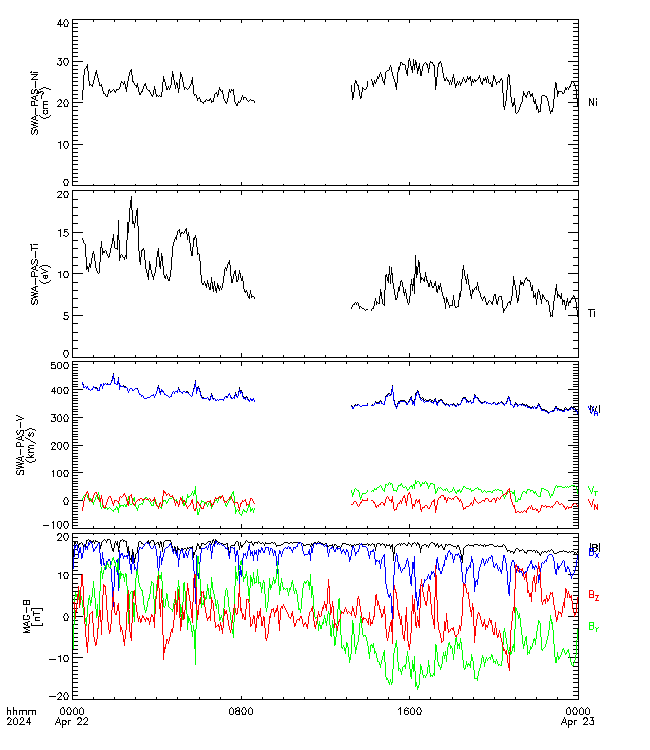 40
30
20
10
0
SWA-PAS-Ni
(cm⁻³)
Ni
20
15
10
5
0
SWA-PAS-Ti
(eV)
Ti
500
400
300
200
100
0
-100
SWA-PAS-V
(km/s)
V_T
V_N
20
10
0
-10
-20
MAG-B
[nT]
|B|
B_X
B_Z
B_Y
hhmm 0000 0800 1600 0000
2024 Apr 22 Apr 23